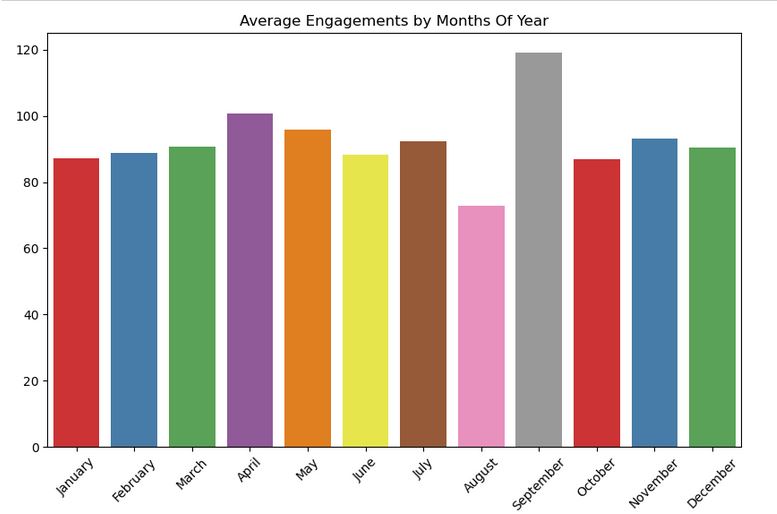 Average Engagements by Months Of Year
120
100
80
60
40
20
0
January
February
March
April
May
June
July
August
September
October
November
December